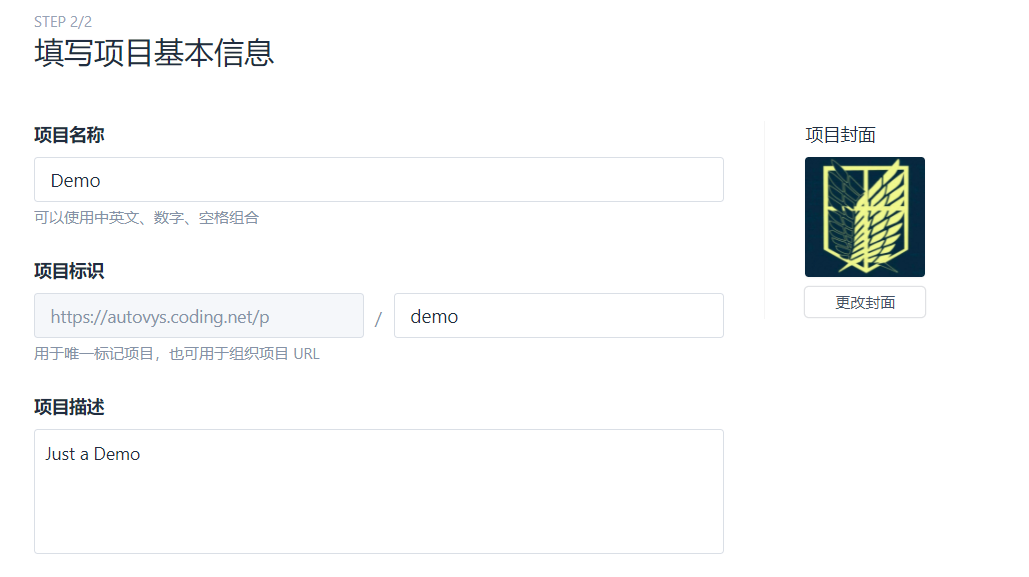 STEP 2/2
填写项目基本信息
项目名称
Demo
可以使用中英文、数字、空格组合
项目标识
https://autovys.coding.net/p / demo
用于唯一标记项目，也可用于组织项目 URL
项目描述
Just a Demo
项目封面
更改封面